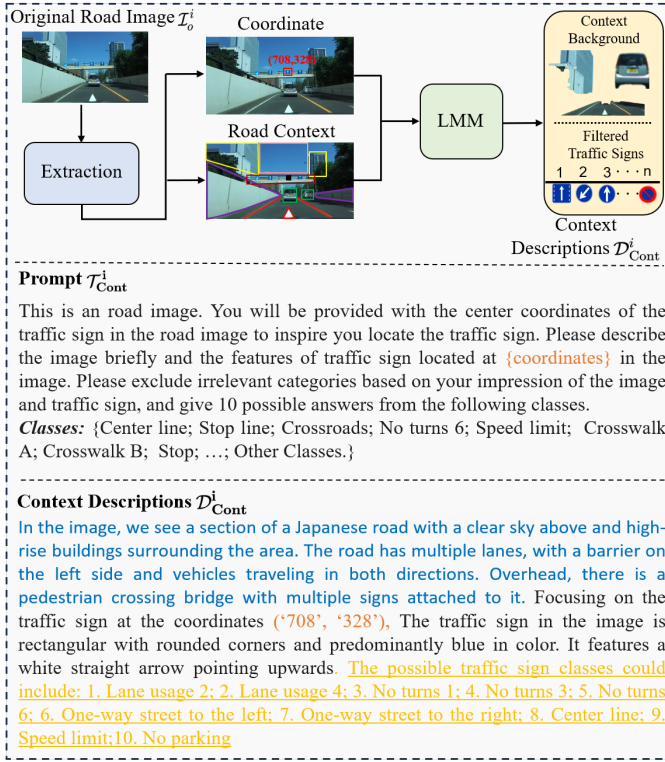 Original Road Image 𝓘ₒⁱ
Coordinate
(708,328)
Road Context
Extraction
LMM
Context
Background
Filtered
Traffic Signs
1 2 3 ··· n
Context
Descriptions 𝓓ⁱ_Cont
Prompt 𝓣ⁱ_Cont
This is an road image. You will be provided with the center coordinates of the
traffic sign in the road image to inspire you locate the traffic sign. Please describe
the image briefly and the features of traffic sign located at {coordinates} in the
image. Please exclude irrelevant categories based on your impression of the image
and traffic sign, and give 10 possible answers from the following classes.
Classes: {Center line; Stop line; Crossroads; No turns 6; Speed limit; Crosswalk
A; Crosswalk B; Stop; …; Other Classes.}
Context Descriptions 𝓓ⁱ_Cont
In the image, we see a section of a Japanese road with a clear sky above and high-
rise buildings surrounding the area. The road has multiple lanes, with a barrier on
the left side and vehicles traveling in both directions. Overhead, there is a
pedestrian crossing bridge with multiple signs attached to it. Focusing on the
traffic sign at the coordinates (‘708’, ‘328’), The traffic sign in the image is
rectangular with rounded corners and predominantly blue in color. It features a
white straight arrow pointing upwards. The possible traffic sign classes could
include: 1. Lane usage 2; 2. Lane usage 4; 3. No turns 1; 4. No turns 3; 5. No turns
6; 6. One-way street to the left; 7. One-way street to the right; 8. Center line; 9.
Speed limit;10. No parking